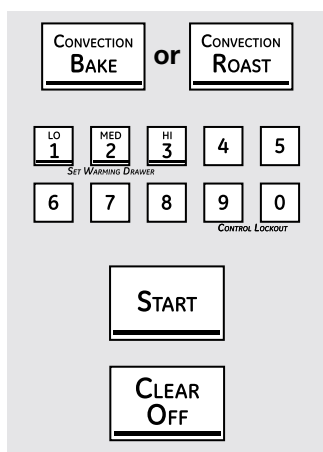 CONVECTION BAKE or CONVECTION ROAST
LO 1 MED 2 HI 3 4 5
SET WARMING DRAWER
6 7 8 9 0
CONTROL LOCKOUT
START
CLEAR
OFF